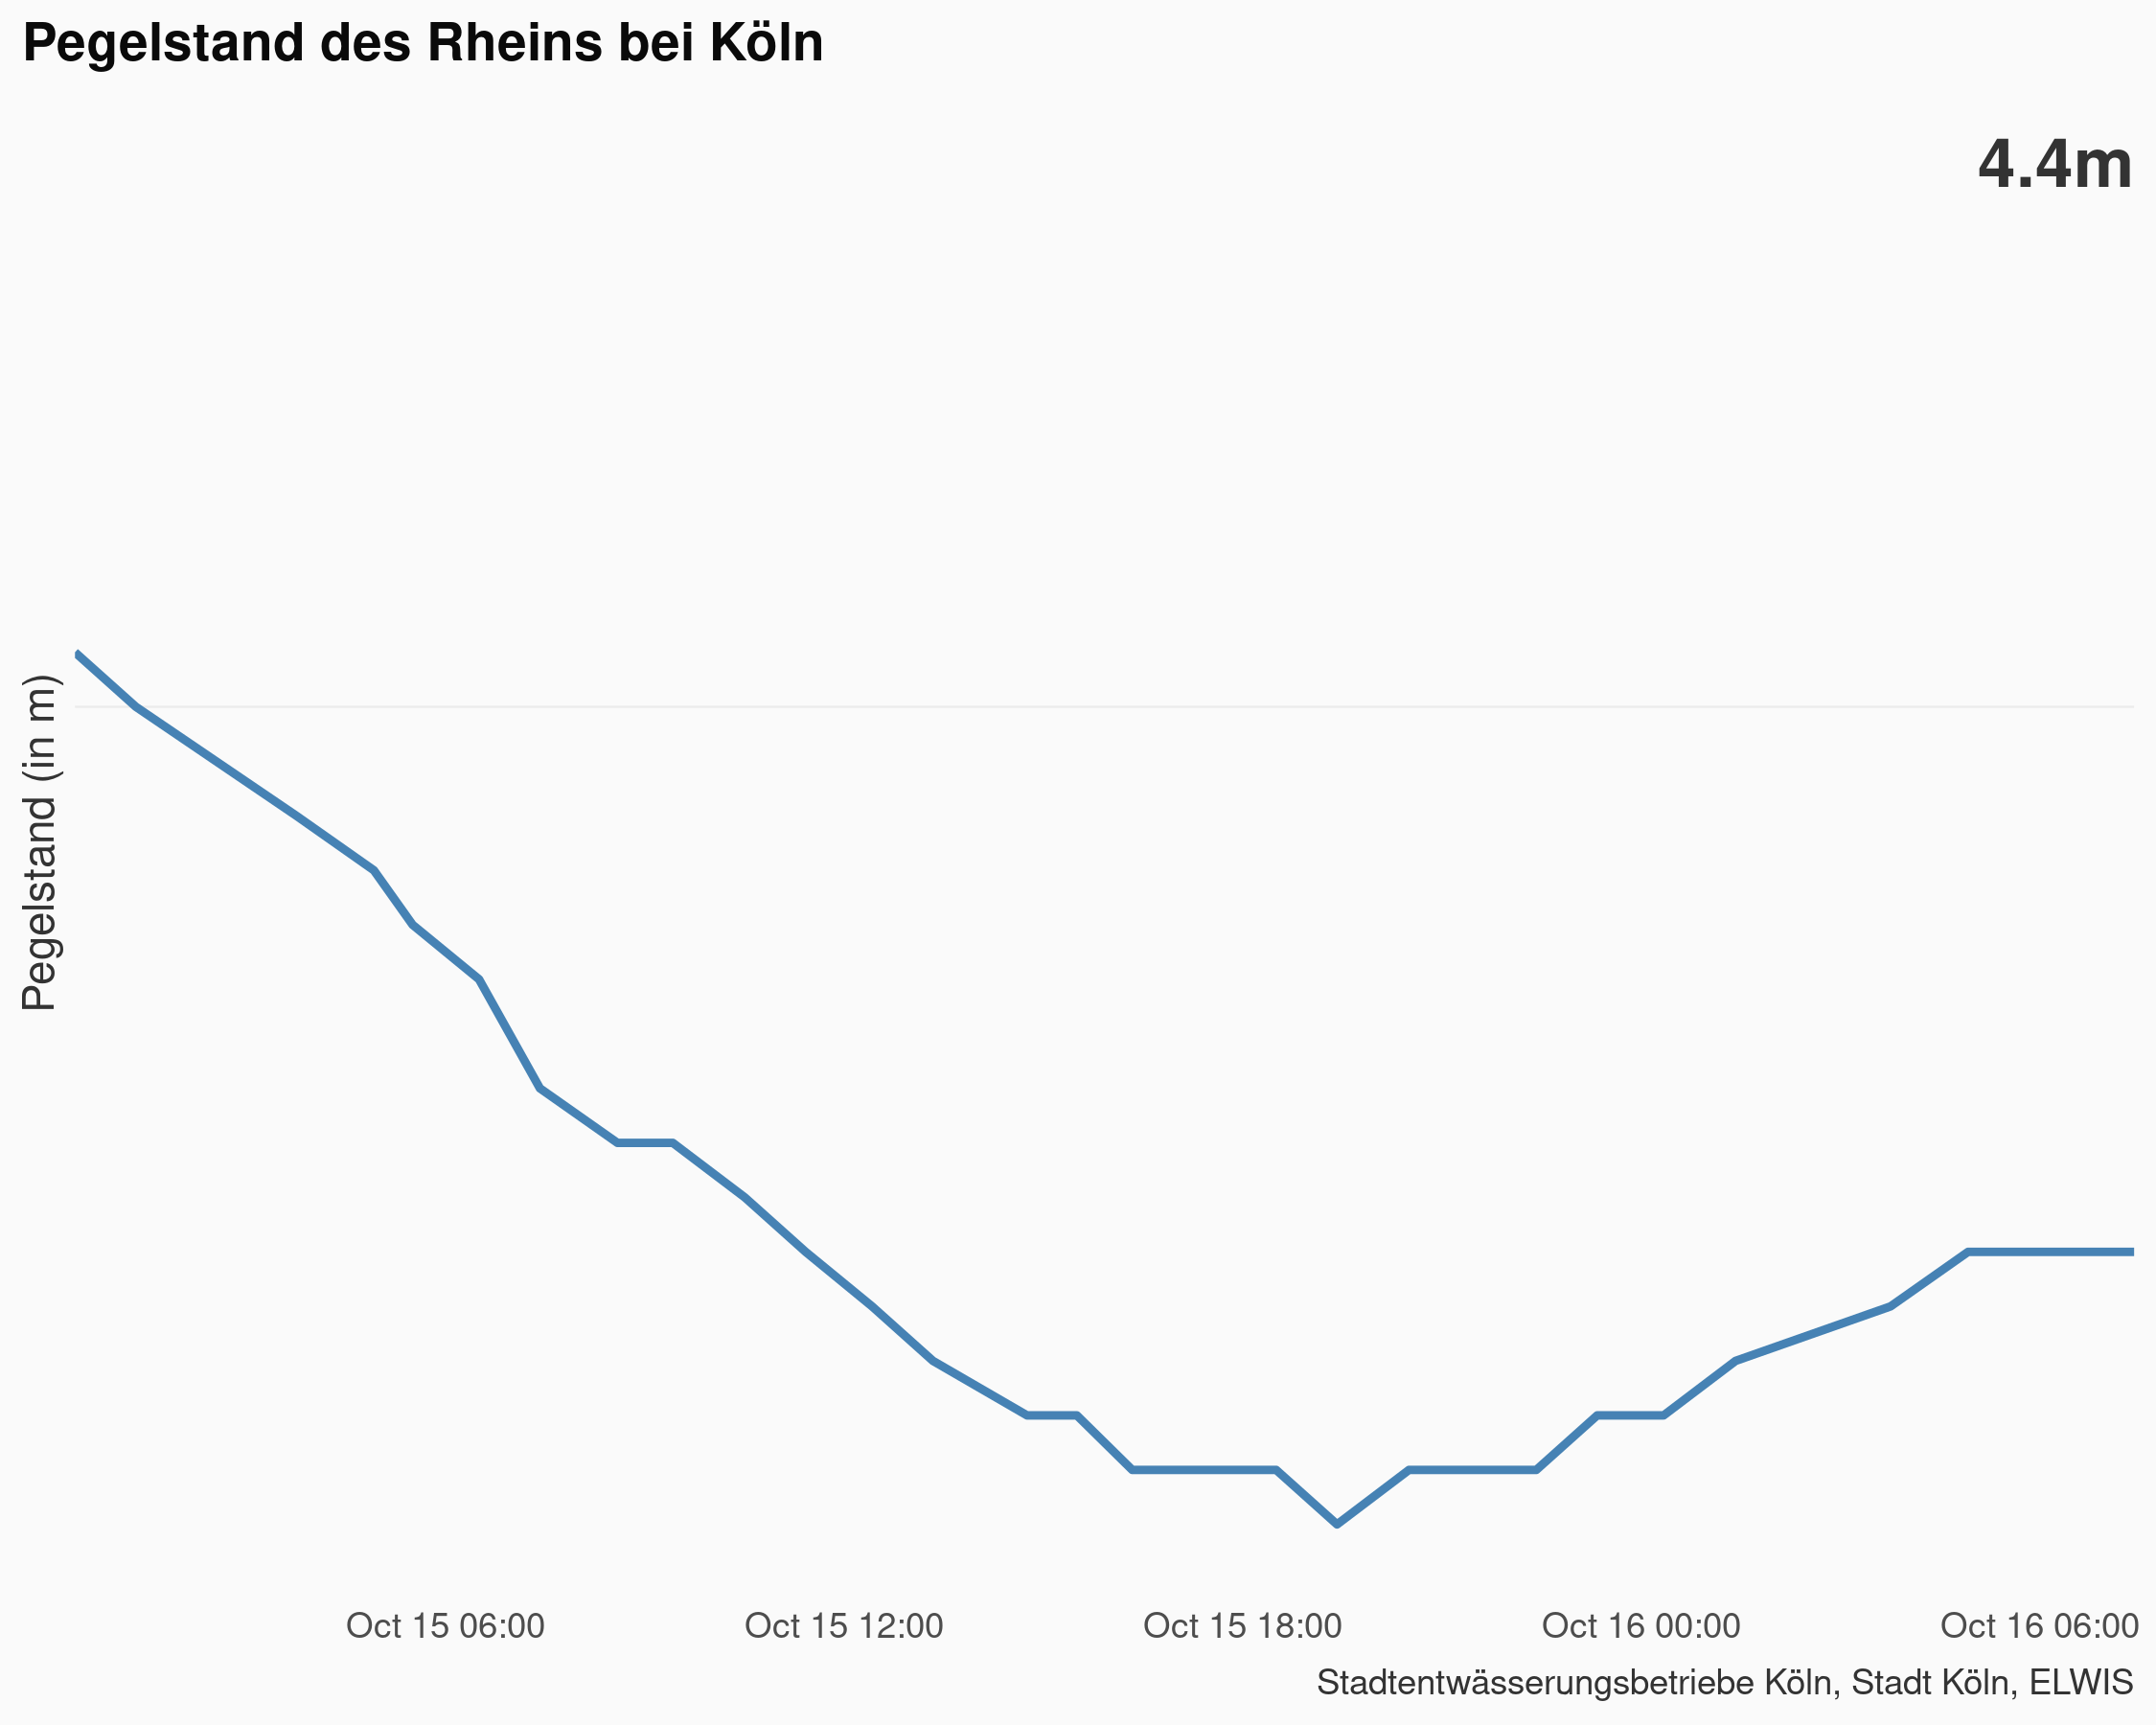 Pegelstand des Rheins bei Köln
4.4m
Pegelstand (in m)
Oct 15 06:00 Oct 15 12:00 Oct 15 18:00 Oct 16 00:00 Oct 16 06:00
Stadtentwässerungsbetriebe Köln, Stadt Köln, ELWIS